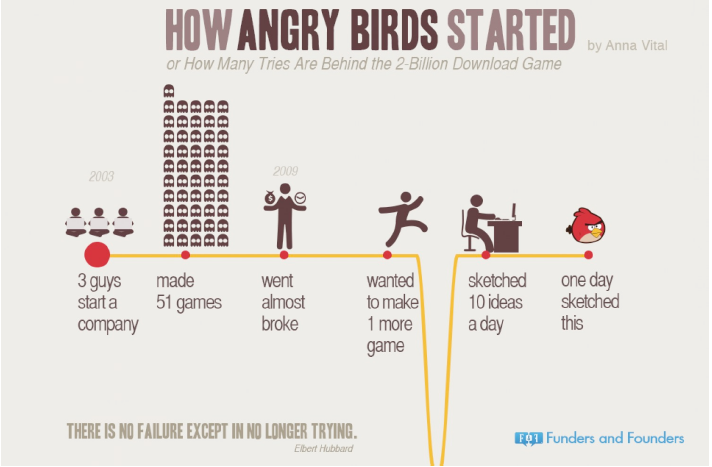 HOW ANGRY BIRDS STARTED
by Anna Vital
or How Many Tries Are Behind the 2-Billion Download Game
2003
2009
$
3 guys
start a
company
made
51 games
went
almost
broke
wanted
to make
1 more
game
sketched
10 ideas
a day
one day
sketched
this
THERE IS NO FAILURE EXCEPT IN NO LONGER TRYING.
Elbert Hubbard
Funders and Founders